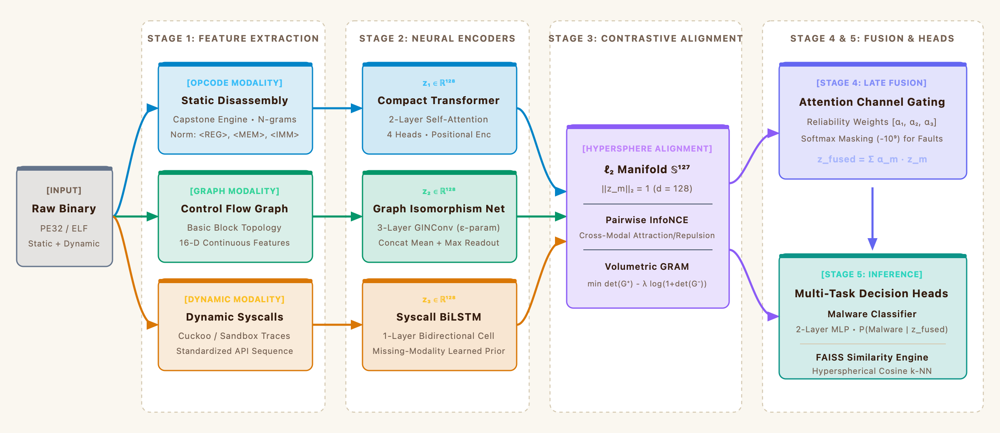 [INPUT]
Raw Binary
PE32 / ELF
Static + Dynamic
STAGE 1: FEATURE EXTRACTION
[OPCODE MODALITY]
Static Disassembly
Capstone Engine • N-grams
Norm: <REG>, <MEM>, <IMM>
[GRAPH MODALITY]
Control Flow Graph
Basic Block Topology
16-D Continuous Features
[DYNAMIC MODALITY]
Dynamic Syscalls
Cuckoo / Sandbox Traces
Standardized API Sequence
STAGE 2: NEURAL ENCODERS
z₁ ∈ ℝ¹²⁸
Compact Transformer
2-Layer Self-Attention
4 Heads • Positional Enc
z₂ ∈ ℝ¹²⁸
Graph Isomorphism Net
3-Layer GINConv (ε-param)
Concat Mean + Max Readout
z₃ ∈ ℝ¹²⁸
Syscall BiLSTM
1-Layer Bidirectional Cell
Missing-Modality Learned Prior
STAGE 3: CONTRASTIVE ALIGNMENT
[HYPERSPHERE ALIGNMENT]
ℓ₂ Manifold 𝕊¹²⁷
||z_m||₂ = 1 (d = 128)
Pairwise InfoNCE
Cross-Modal Attraction/Repulsion
Volumetric GRAM
min det(G⁺) - λ log(1+det(G⁻))
STAGE 4 & 5: FUSION & HEADS
[STAGE 4: LATE FUSION]
Attention Channel Gating
Reliability Weights [α₁, α₂, α₃]
Softmax Masking (-10⁹) for Faults
z_fused = Σ α_m · z_m
[STAGE 5: INFERENCE]
Multi-Task Decision Heads
Malware Classifier
2-Layer MLP • P(Malware | z_fused)
FAISS Similarity Engine
Hyperspherical Cosine k-NN